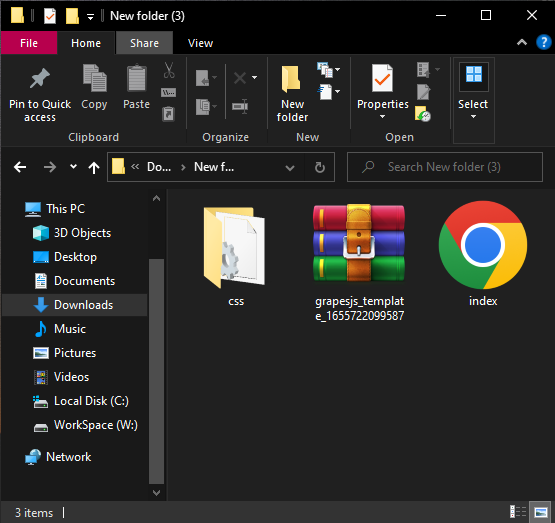 New folder (3)
File
Home
Share
View
Pin to Quick
access
Copy
Paste
New
folder
Properties
Select
Clipboard
Organize
New
Open
« Do...
New f...
Search New folder (3)
This PC
3D Objects
Desktop
Documents
Downloads
Music
Pictures
Videos
Local Disk (C:)
WorkSpace (W:)
Network
css
grapesjs_templat
e_1655722099587
index
3 items